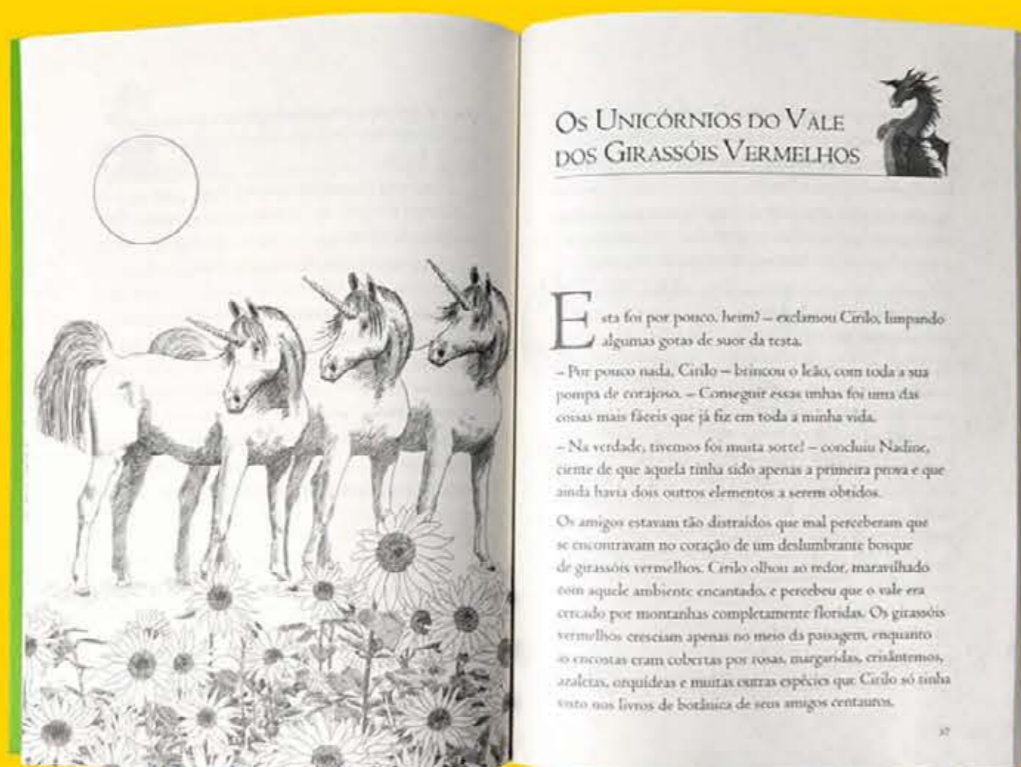 OS UNICÓRNIOS DO VALE
DOS GIRASSÓIS VERMELHOS
Esta foi por pouco, heim? – exclamou Cirilo, limpando
algumas gotas de suor da testa.
– Por pouco nada, Cirilo – brincou o leão, com toda a sua
pompa de corajoso. – Conseguir essas unhas foi uma das
coisas mais fáceis que já fiz em toda a minha vida.
– Na verdade, tivemos foi muita sorte! – concluiu Nadine,
ciente de que aquela tinha sido apenas a primeira prova e que
ainda havia dois outros elementos a serem obtidos.
Os amigos estavam tão distraídos que mal perceberam que
se encontravam no coração de um deslumbrante bosque
de girassóis vermelhos. Cirilo olhou ao redor, maravilhado
com aquele ambiente encantado, e percebeu que o vale era
cercado por montanhas completamente floridas. Os girassóis
vermelhos cresciam apenas no meio da paisagem, enquanto
as encostas eram cobertas por rosas, margaridas, crisântemos,
azaleias, orquídeas e muitas outras espécies que Cirilo só tinha
visto nos livros de botânica de seus amigos centauros.
37